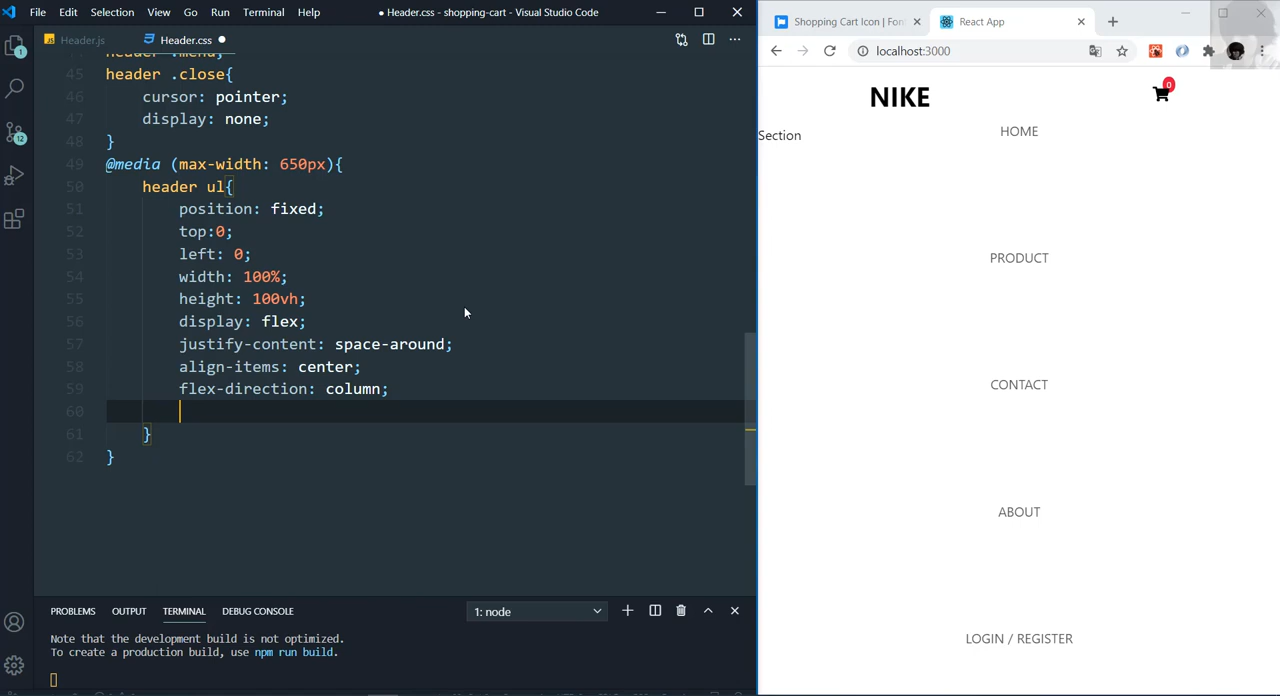 File Edit Selection View Go Run Terminal Help
● Header.css - shopping-cart - Visual Studio Code
Shopping Cart Icon | Fon
React App
Header.js
Header.css
localhost:3000
45 header .close{
46 cursor: pointer;
47 display: none;
48 }
49 @media (max-width: 650px){
50 header ul{
51 position: fixed;
52 top:0;
53 left: 0;
54 width: 100%;
55 height: 100vh;
56 display: flex;
57 justify-content: space-around;
58 align-items: center;
59 flex-direction: column;
60
61 }
62 }
PROBLEMS OUTPUT TERMINAL DEBUG CONSOLE
1: node
Note that the development build is not optimized.
To create a production build, use npm run build.
1
12
NIKE
0
HOME
Section
PRODUCT
CONTACT
ABOUT
LOGIN / REGISTER